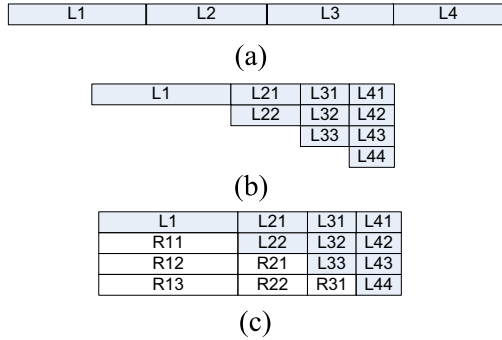 L1 L2 L3 L4
(a)
L1 L21 L31 L41
L22 L32 L42
L33 L43
L44
(b)
L1 L21 L31 L41
R11 L22 L32 L42
R12 R21 L33 L43
R13 R22 R31 L44
(c)